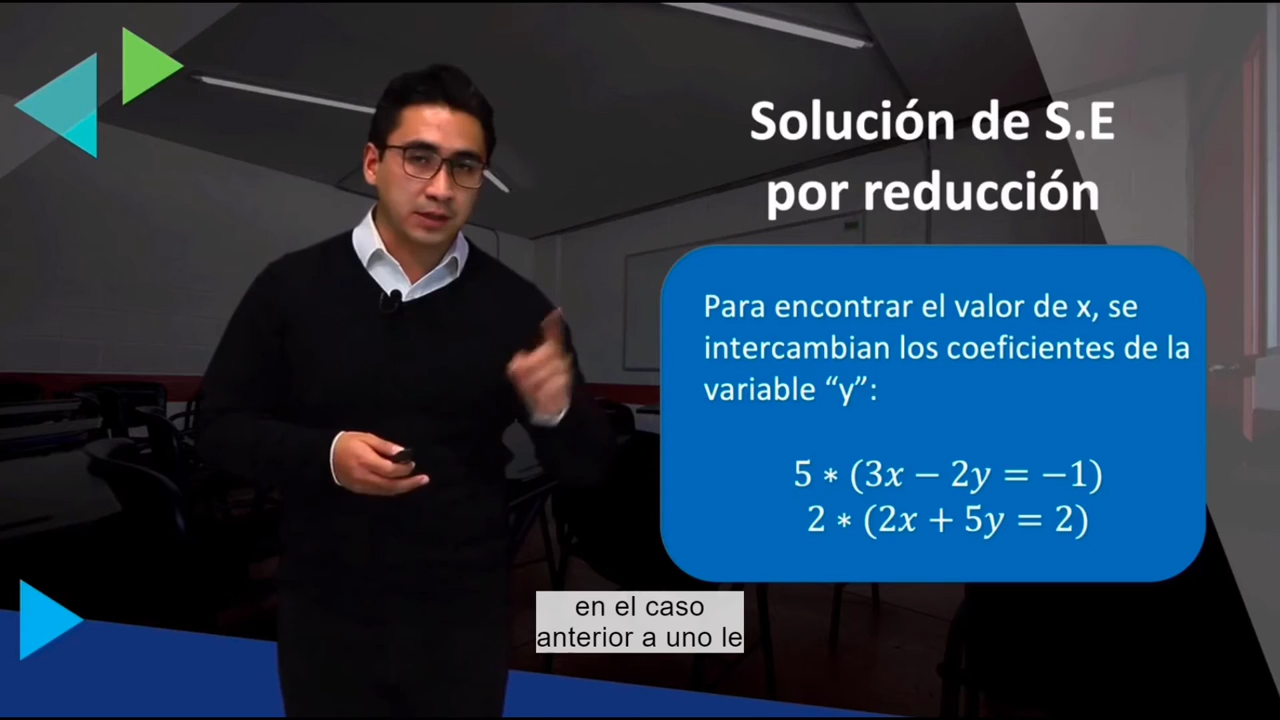 Solución de S.E
por reducción
Para encontrar el valor de x, se
intercambian los coeficientes de la
variable “y”:
5 ∗ (3x − 2y = −1)
2 ∗ (2x + 5y = 2)
en el caso
anterior a uno le